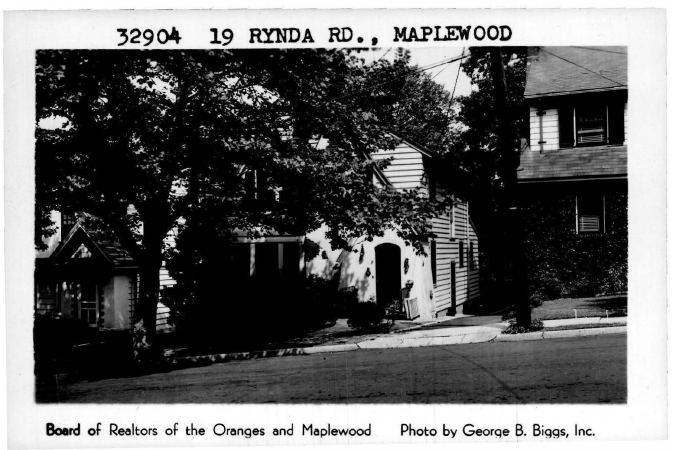 32904 19 RYNDA RD., MAPLEWOOD
Board of Realtors of the Oranges and Maplewood Photo by George B. Biggs, Inc.